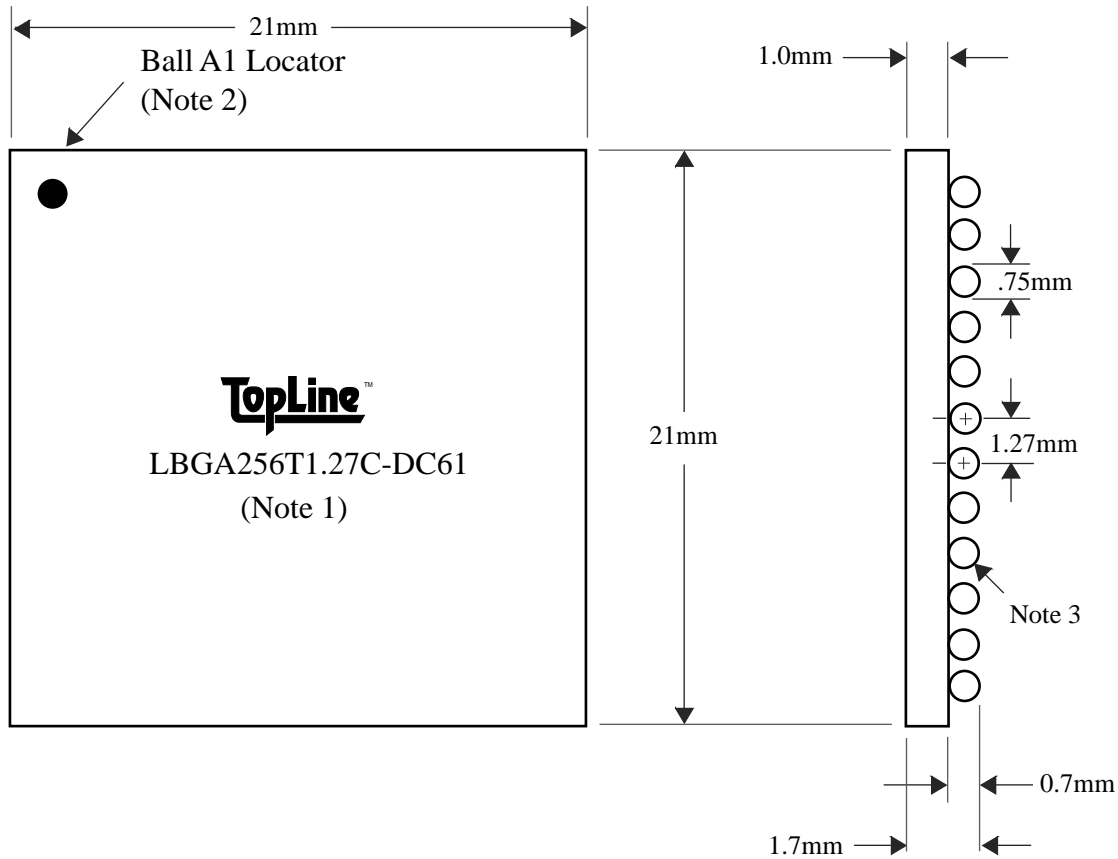 21mm
Ball A1 Locator
(Note 2)
1.0mm
.75mm
TopLine™
LBGA256T1.27C-DC61
(Note 1)
21mm
1.27mm
Note 3
0.7mm
1.7mm